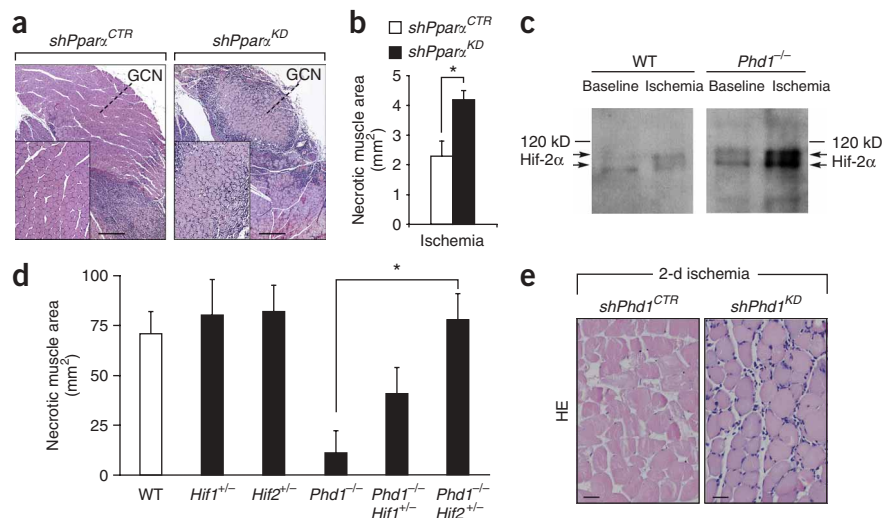 a
shPpara^CTR
shPpara^KD
GCN
GCN
b
shPparα^CTR
shPparα^KD
*
5
4
3
2
1
0
Necrotic muscle area
(mm²)
Ischemia
c
WT
Phd1^–/–
Baseline Ischemia
Baseline Ischemia
120 kD
Hif-2α
120 kD
Hif-2α
d
*
100
75
50
25
0
Necrotic muscle area
(mm²)
WT
Hif1^+/–
Hif2^+/–
Phd1^–/–
Phd1^–/–
Hif1^+/–
Phd1^–/–
Hif2^+/–
e
2-d ischemia
shPhd1^CTR
shPhd1^KD
HE